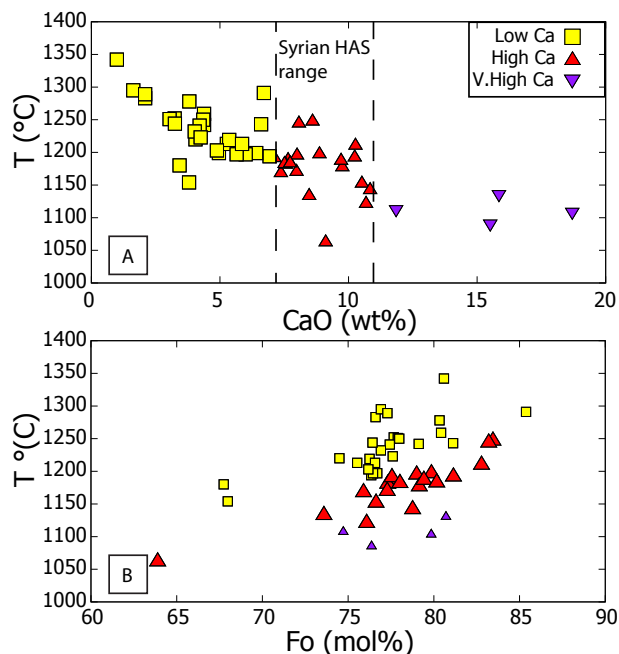 1400
1350
1300
1250
1200
1150
1100
1050
1000
T (°C)
Syrian HAS
range
Low Ca
High Ca
V.High Ca
A
0 5 10 15 20
CaO (wt%)
1400
1350
1300
1250
1200
1150
1100
1050
1000
T °(C)
B
60 65 70 75 80 85 90
Fo (mol%)